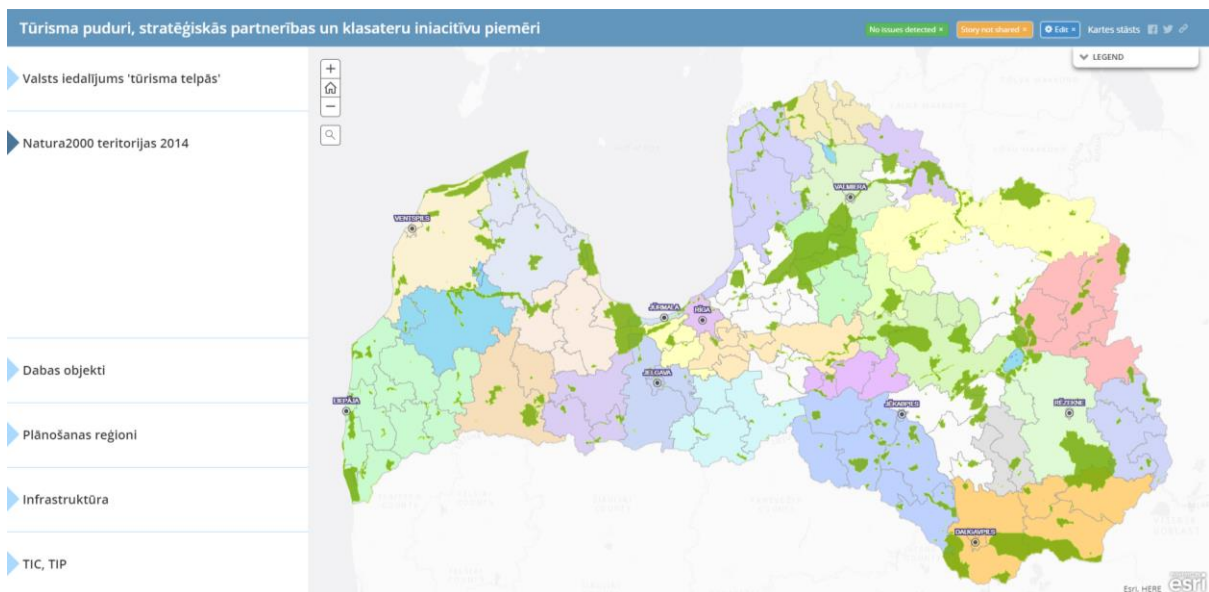 Tūrisma puduri, stratēģiskās partnerības un klasateru iniacitīvu piemēri
No issues detected ×
Story not shared ×
Edit ×
Kartes stāsts
Valsts iedalījums 'tūrisma telpās'
Natura2000 teritorijas 2014
Dabas objekti
Plānošanas reģioni
Infrastruktūra
TIC, TIP
LEGEND
VALMIERA
VENTSPILS
JŪRMALA
RĪGA
JELGAVA
LIEPĀJA
JĒKABPILS
RĒZEKNE
DAUGAVPILS
Esri, HERE
esri